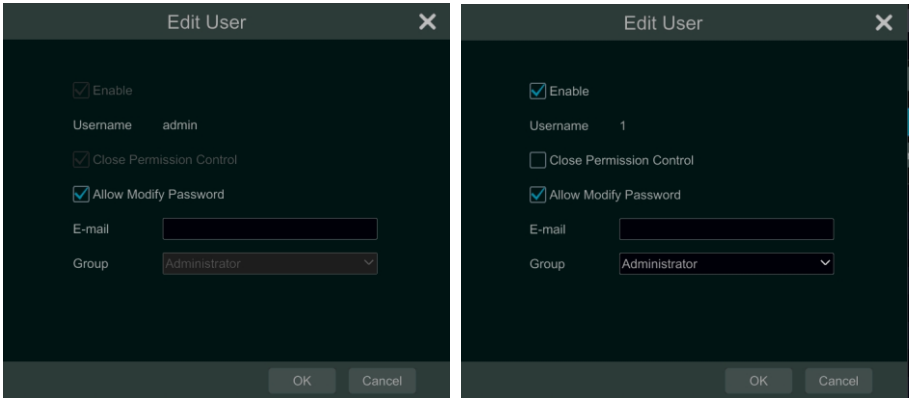 Edit User
Enable
Username admin
Close Permission Control
Allow Modify Password
E-mail
Group Administrator
OK Cancel
Edit User
Enable
Username 1
Close Permission Control
Allow Modify Password
E-mail
Group Administrator
OK Cancel